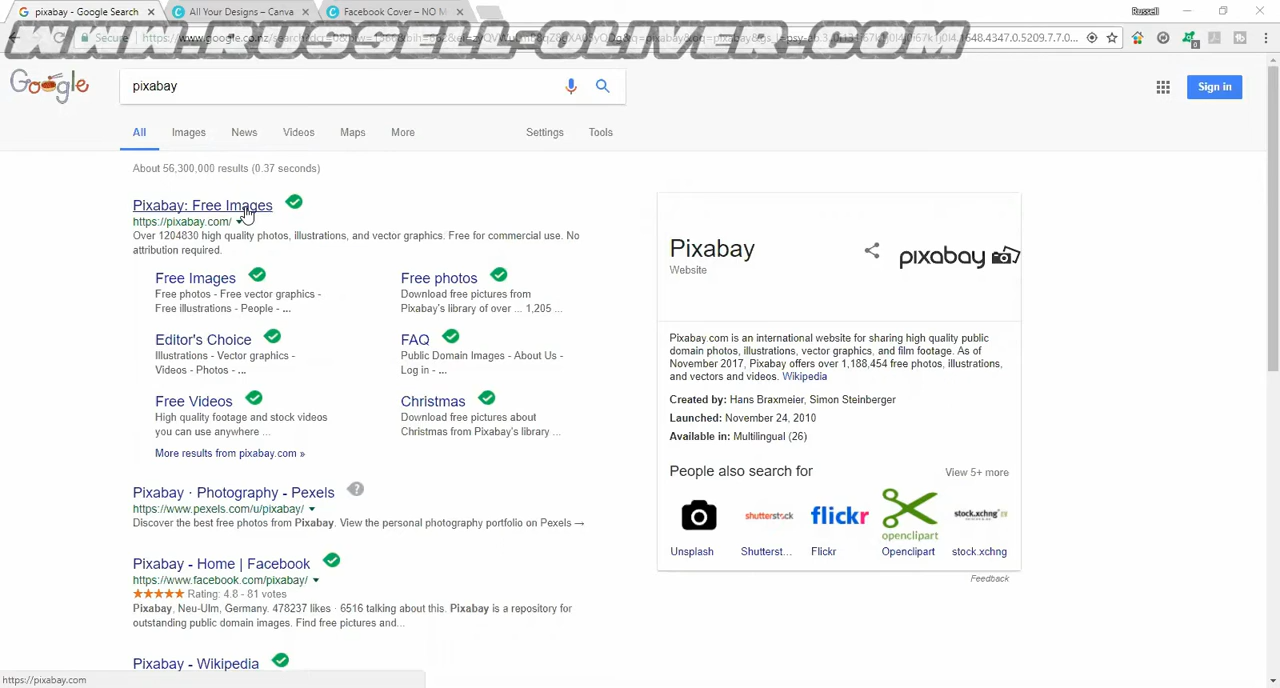 pixabay - Google Search
All Your Designs – Canva
Facebook Cover – NO M
Russell
WWW.RUSSELL-OLIVER.COM
Secure
https://www.google.co.nz/search?
Google
pixabay
Sign in
All
Images
News
Videos
Maps
More
Settings
Tools
About 56,300,000 results (0.37 seconds)
Pixabay: Free Images
https://pixabay.com/
Over 1204830 high quality photos, illustrations, and vector graphics. Free for commercial use. No
attribution required.
Free Images
Free photos - Free vector graphics -
Free illustrations - People - ...
Free photos
Download free pictures from
Pixabay's library of over ... 1,205 ...
Editor's Choice
Illustrations - Vector graphics -
Videos - Photos - ...
FAQ
Public Domain Images - About Us -
Log in - ...
Free Videos
High quality footage and stock videos
you can use anywhere ...
Christmas
Download free pictures about
Christmas from Pixabay's library ...
More results from pixabay.com »
Pixabay · Photography - Pexels
https://www.pexels.com/u/pixabay/
Discover the best free photos from Pixabay. View the personal photography portfolio on Pexels →
Pixabay - Home | Facebook
https://www.facebook.com/pixabay/
Rating: 4.8 - 81 votes
Pixabay, Neu-Ulm, Germany. 478237 likes · 6516 talking about this. Pixabay is a repository for
outstanding public domain images. Find free pictures and...
Pixabay - Wikipedia
https://pixabay.com
Pixabay
Website
pixabay
Pixabay.com is an international website for sharing high quality public
domain photos, illustrations, vector graphics, and film footage. As of
November 2017, Pixabay offers over 1,188,454 free photos, illustrations,
and vectors and videos. Wikipedia
Created by: Hans Braxmeier, Simon Steinberger
Launched: November 24, 2010
Available in: Multilingual (26)
People also search for
View 5+ more
shutterstock
flickr
openclipart
stock.xchng
Unsplash
Shutterst...
Flickr
Openclipart
stock.xchng
Feedback